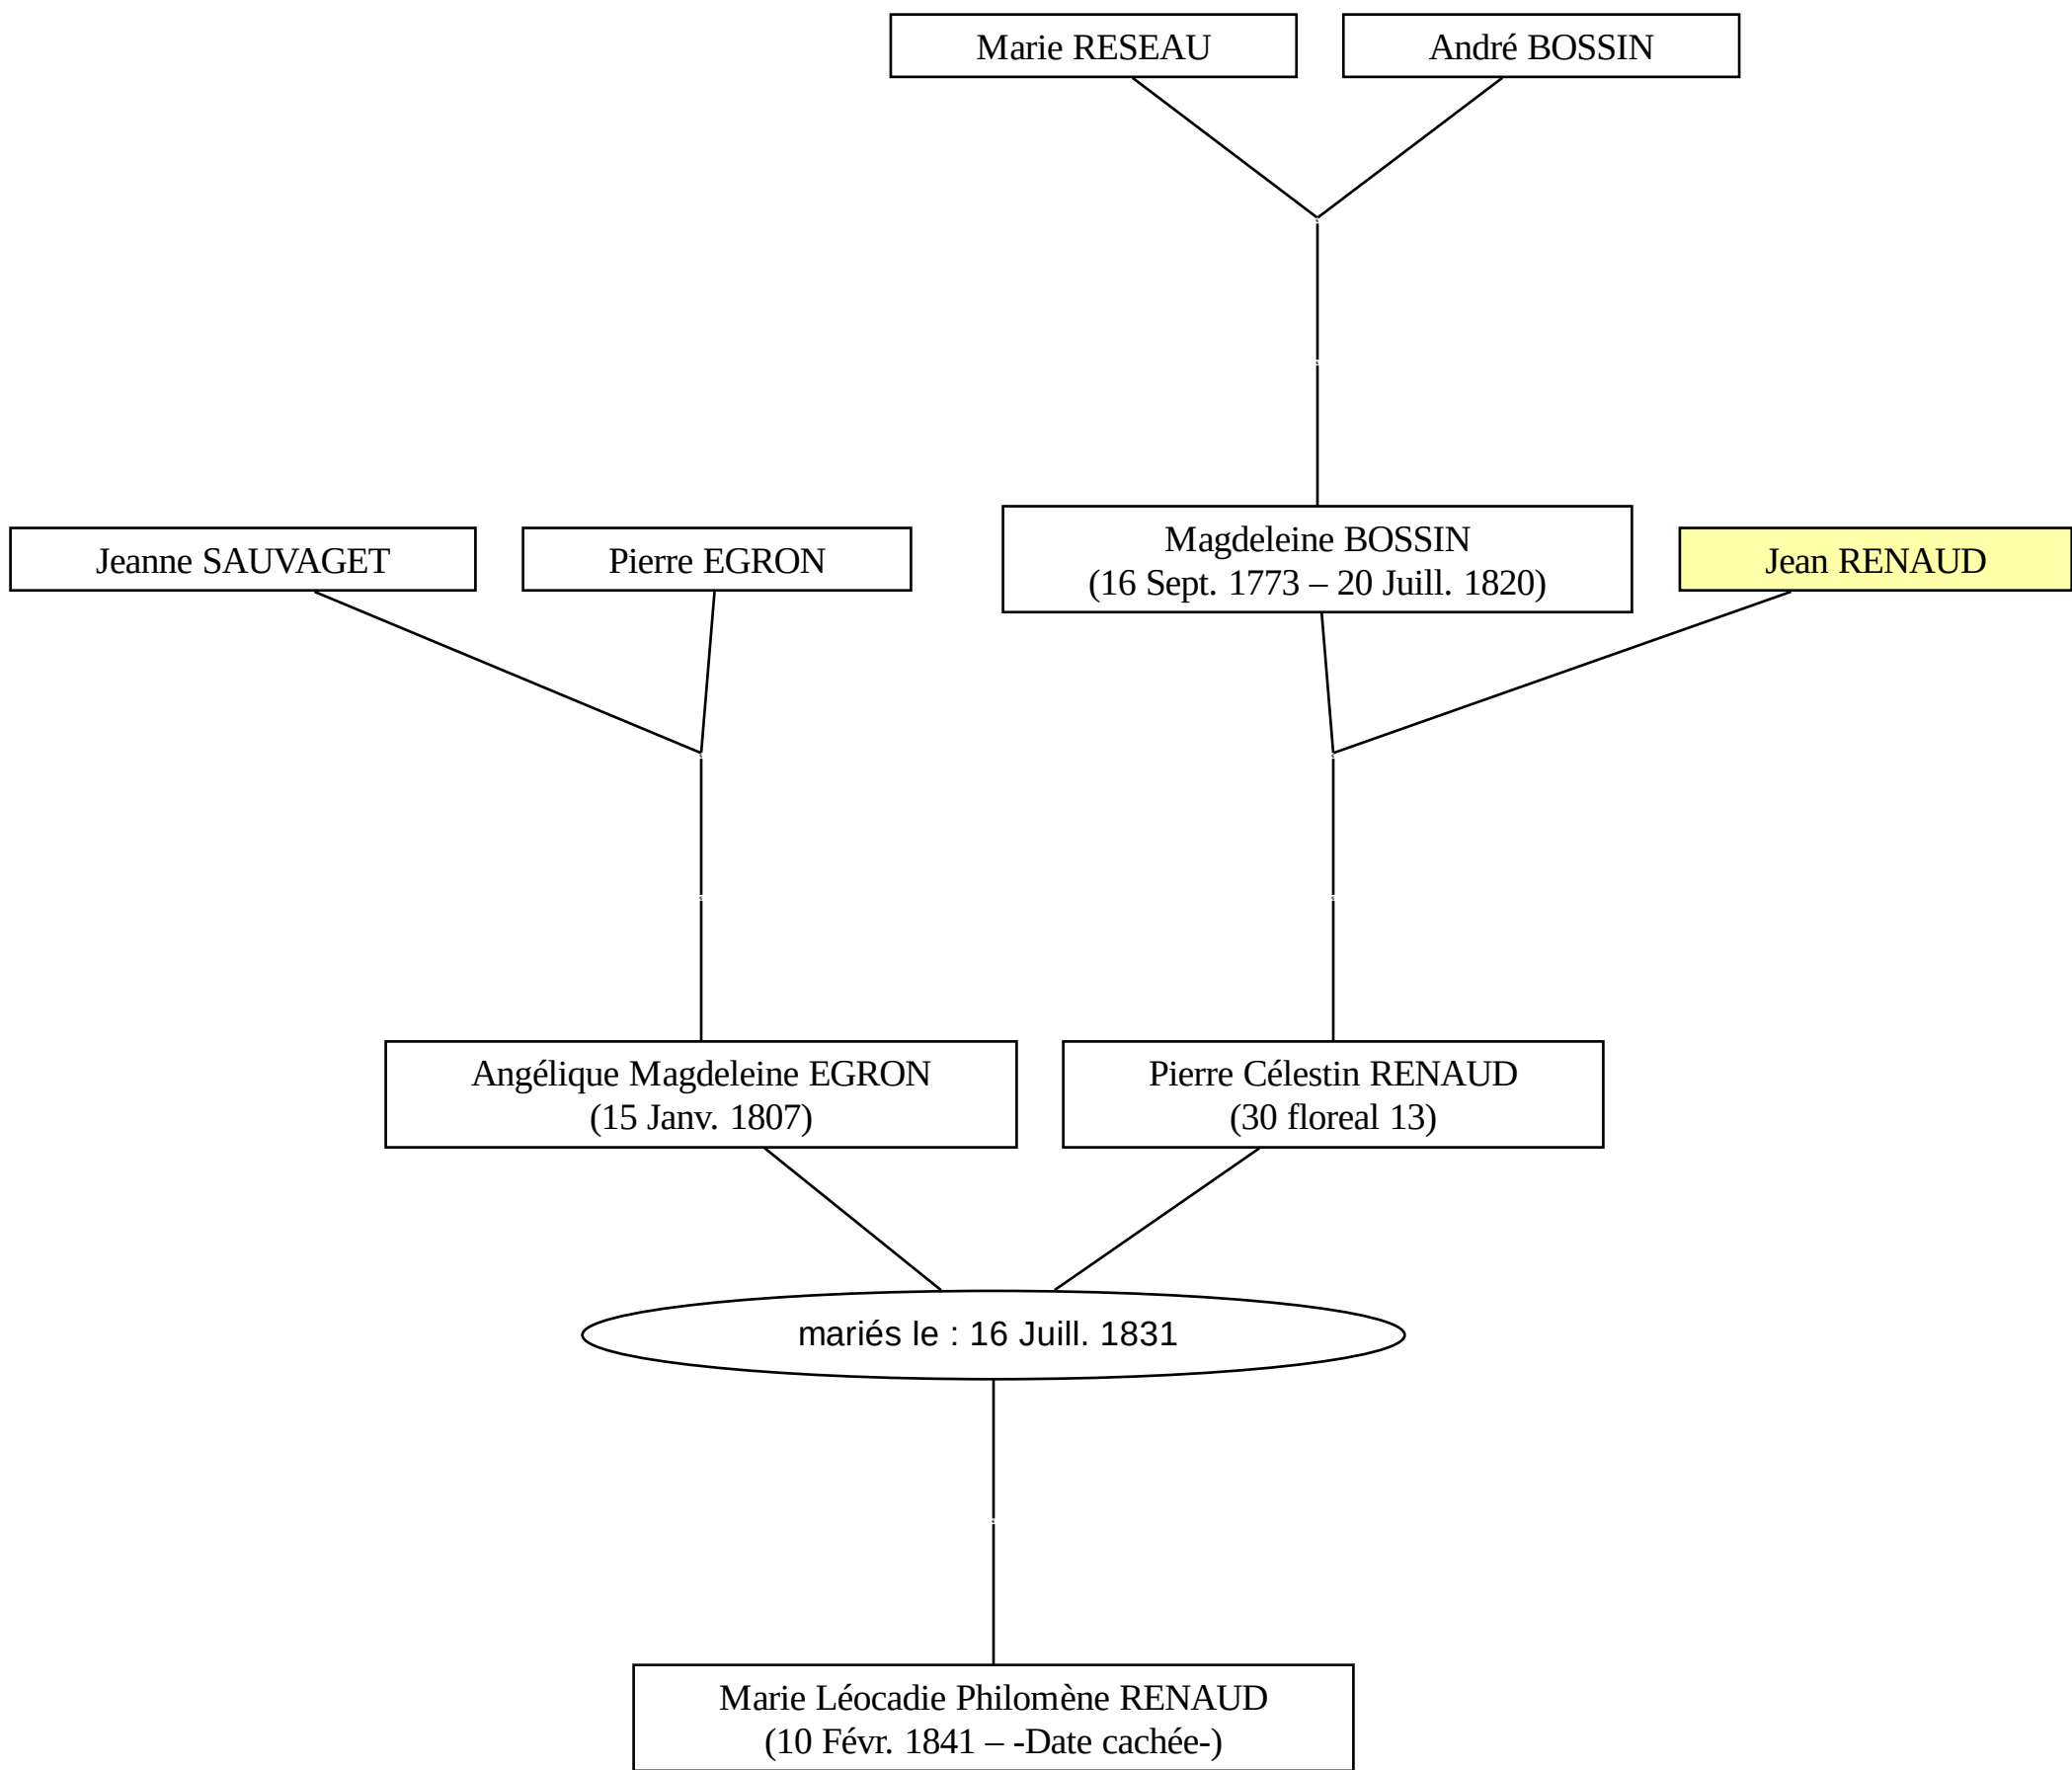 Marie RESEAU
André BOSSIN
Magdeleine BOSSIN
(16 Sept. 1773 – 20 Juill. 1820)
Jeanne SAUVAGET
Pierre EGRON
Jean RENAUD
Angélique Magdeleine EGRON
(15 Janv. 1807)
Pierre Célestin RENAUD
(30 floreal 13)
mariés le : 16 Juill. 1831
Marie Léocadie Philomène RENAUD
(10 Févr. 1841 – -Date cachée-)